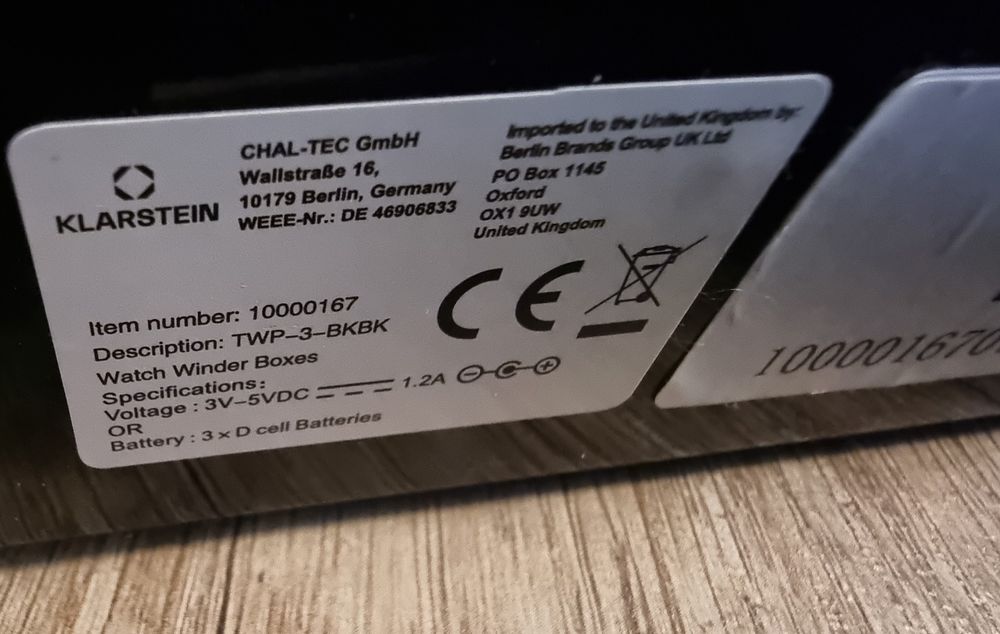 KLARSTEIN
CHAL-TEC GmbH
Wallstraße 16,
10179 Berlin, Germany
WEEE-Nr.: DE 46906833
Imported to the United Kingdom by:
Berlin Brands Group UK Ltd
PO Box 1145
Oxford
OX1 9UW
United Kingdom
CE
Item number: 10000167
Description: TWP-3-BKBK
Watch Winder Boxes
Specifications:
Voltage : 3V-5VDC 1.2A
OR
Battery : 3 x D cell Batteries
100001670